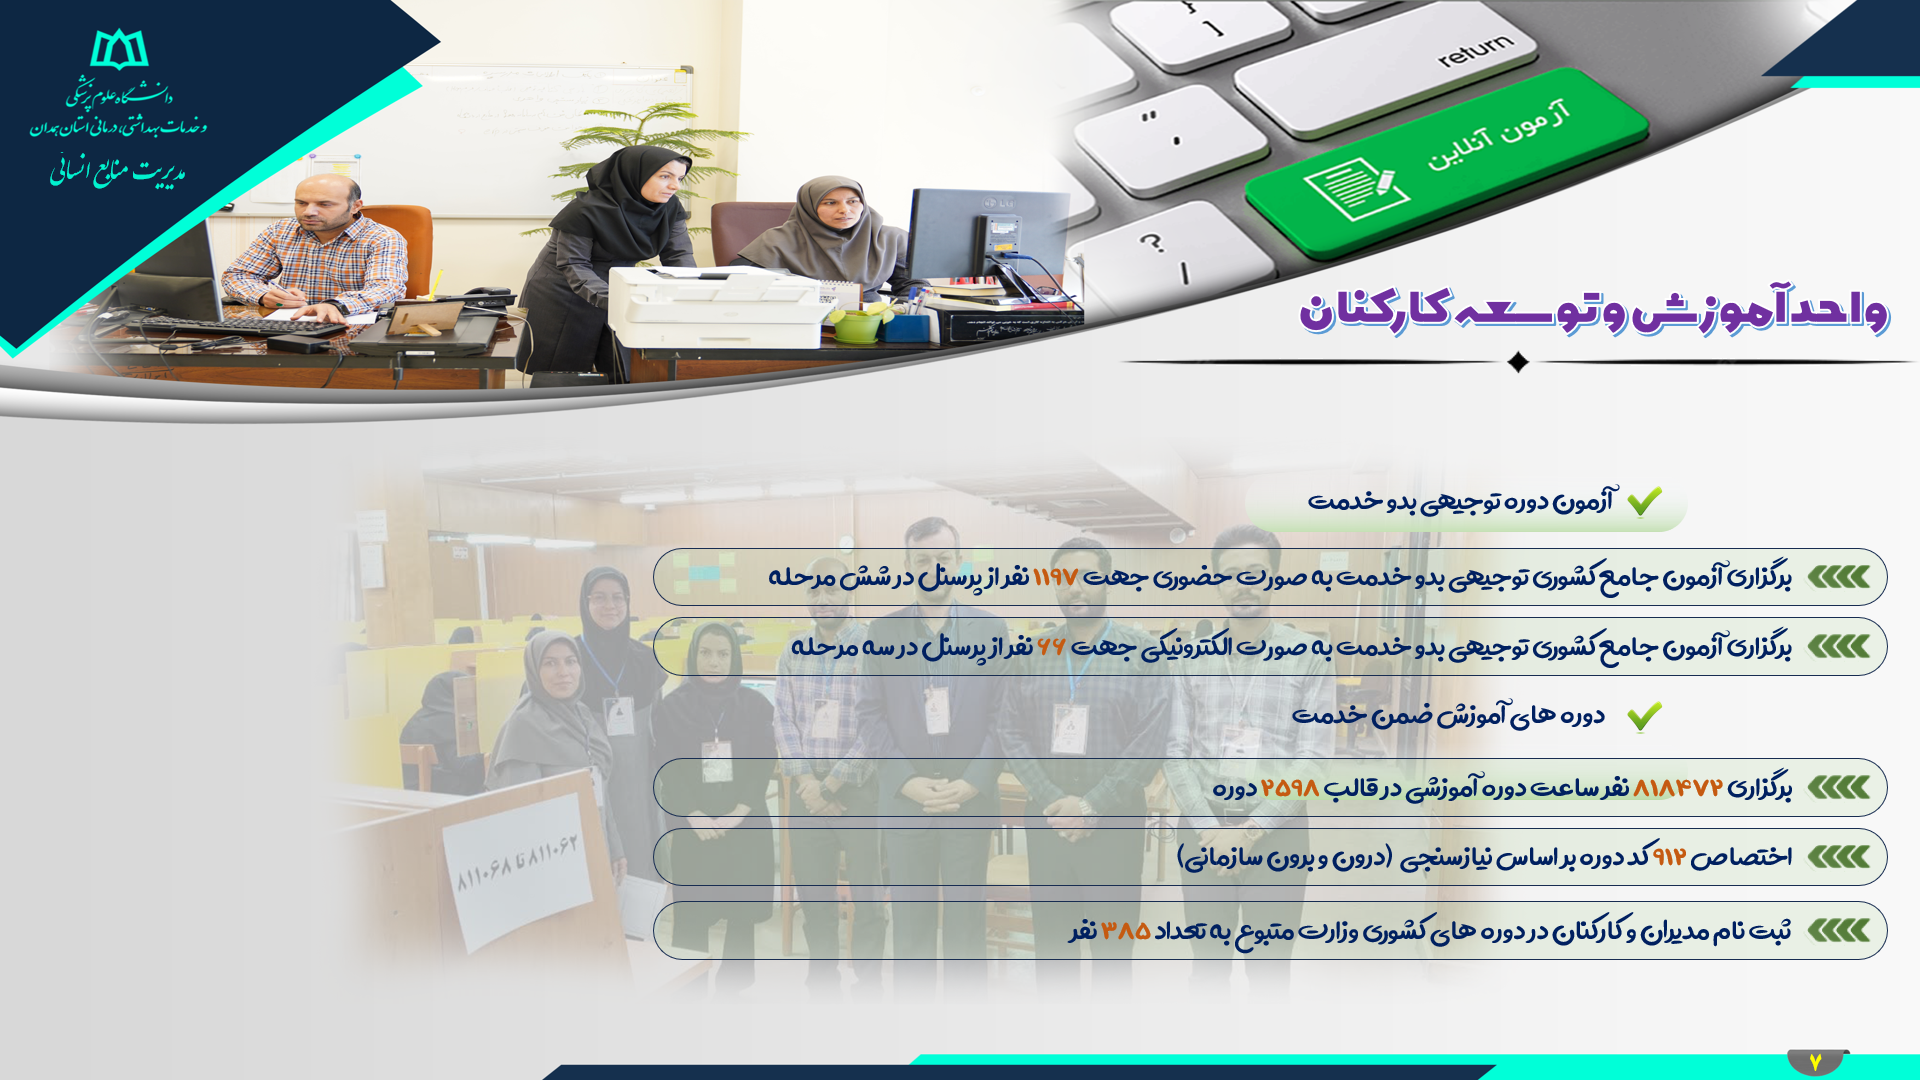 دانشگاه علوم پزشکی
و خدمات بهداشتی، درمانی استان همدان
مدیریت منابع انسانی
return
آزمون آنلاین
واحد آموزش و توسعه کارکنان
آزمون دوره توجیهی بدو خدمت
برگزاری آزمون جامع کشوری توجیهی بدو خدمت به صورت حضوری جهت ۱۱۹۷ نفر از پرسنل در شش مرحله
برگزاری آزمون جامع کشوری توجیهی بدو خدمت به صورت الکترونیکی جهت ۶۶ نفر از پرسنل در سه مرحله
دوره های آموزش ضمن خدمت
برگزاری ۸۱۸۴۷۲ نفر ساعت دوره آموزشی در قالب ۲۵۹۸ دوره
اختصاص ۹۱۲ کد دوره بر اساس نیازسنجی (درون و برون سازمانی)
ثبت نام مدیران و کارکنان در دوره های کشوری وزارت متبوع به تعداد ۳۸۵ نفر
۸۱۱۰۶۲ تا ۸۱۱۰۶۸
۷